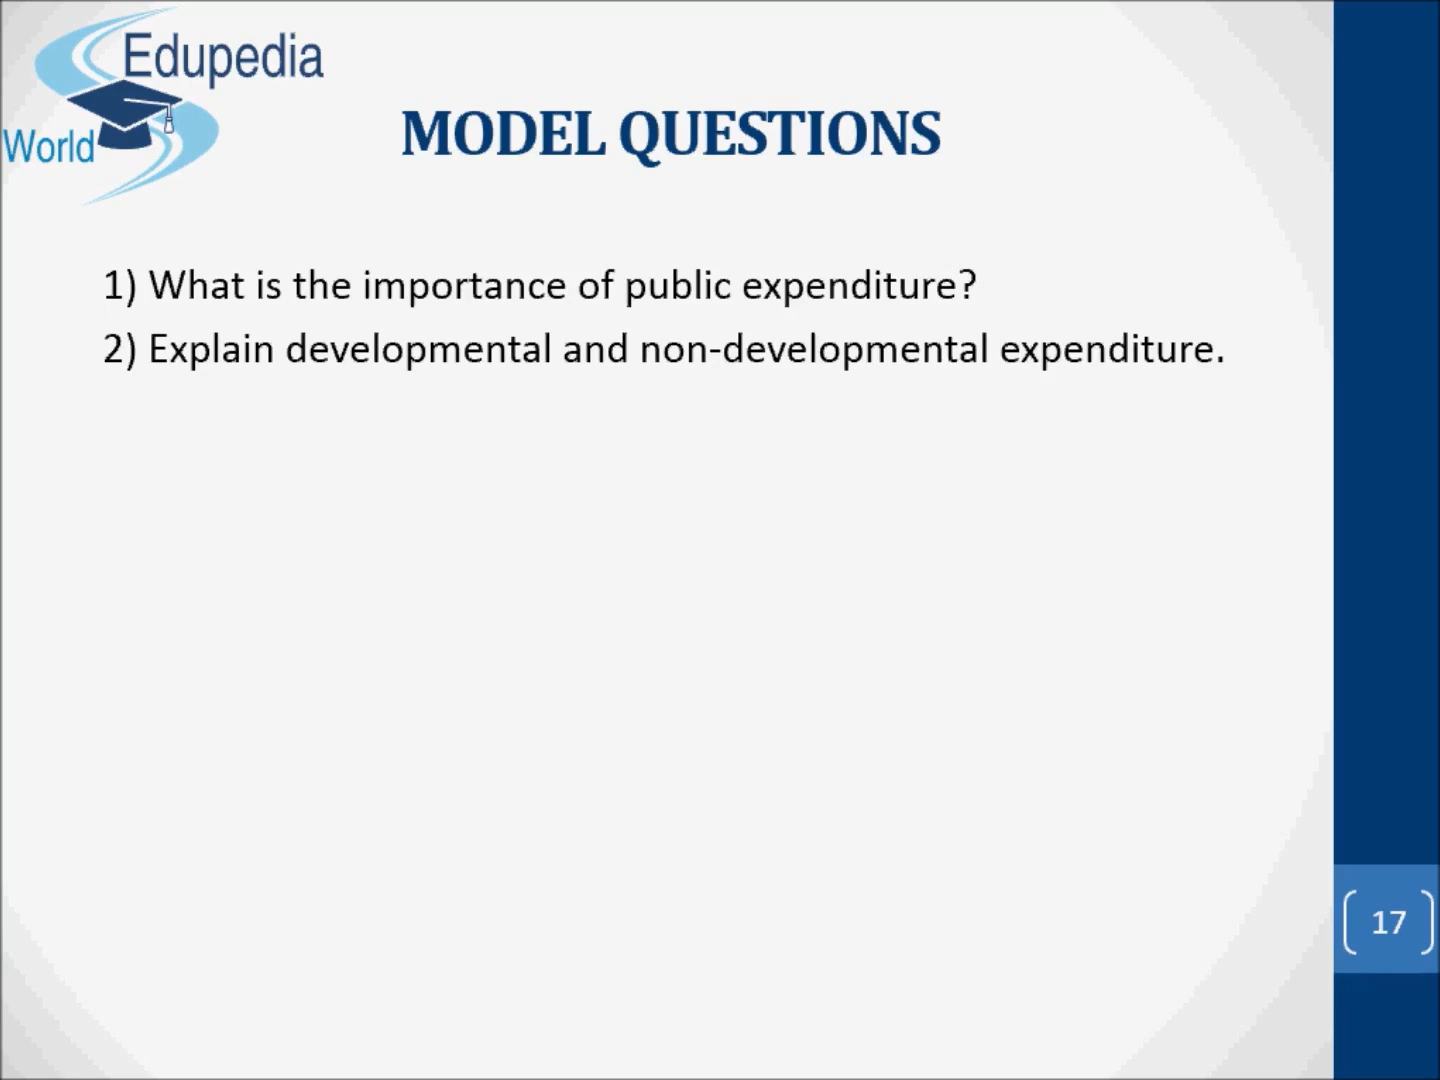 Edupedia
World
MODEL QUESTIONS
1) What is the importance of public expenditure?
2) Explain developmental and non-developmental expenditure.
17